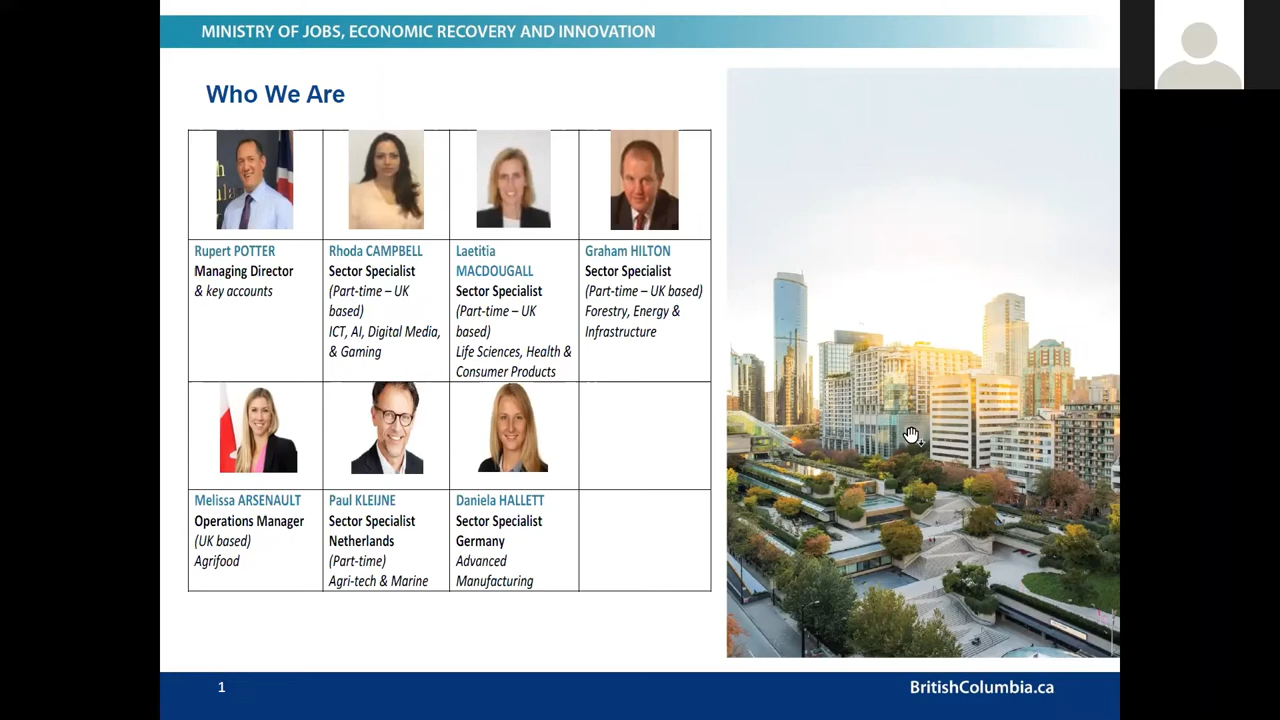 MINISTRY OF JOBS, ECONOMIC RECOVERY AND INNOVATION
Who We Are
Rupert POTTER
Managing Director
& key accounts
Rhoda CAMPBELL
Sector Specialist
(Part-time – UK
based)
ICT, AI, Digital Media,
& Gaming
Laetitia
MACDOUGALL
Sector Specialist
(Part-time – UK
based)
Life Sciences, Health &
Consumer Products
Graham HILTON
Sector Specialist
(Part-time – UK based)
Forestry, Energy &
Infrastructure
Melissa ARSENAULT
Operations Manager
(UK based)
Agrifood
Paul KLEIJNE
Sector Specialist
Netherlands
(Part-time)
Agri-tech & Marine
Daniela HALLETT
Sector Specialist
Germany
Advanced
Manufacturing
1
BritishColumbia.ca